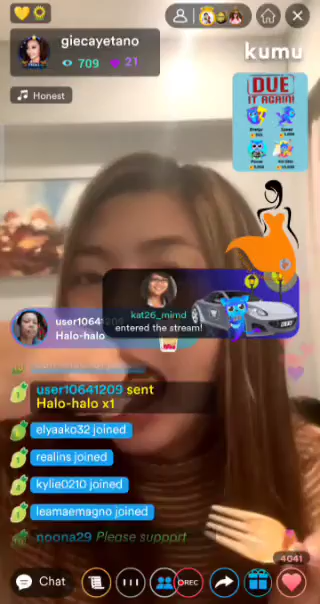 giecayetano
709 21
kumu
Honest
DUE
IT AGAIN!
kat26_mimd
entered the stream!
user10641209
Halo-halo
user10641209 sent
Halo-halo x1
elyaako32 joined
realins joined
kylie0210 joined
leamaemagno joined
noona29 Please support
4041
Chat
REC